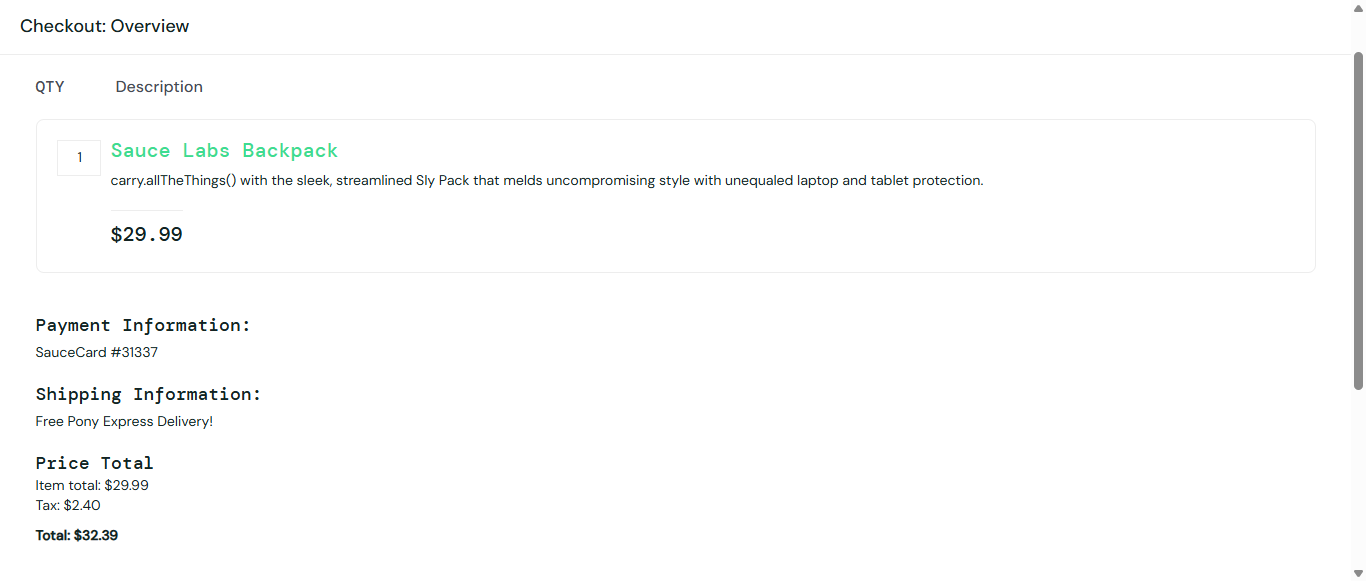 Checkout: Overview
QTY Description
1 Sauce Labs Backpack
carry.allTheThings() with the sleek, streamlined Sly Pack that melds uncompromising style with unequaled laptop and tablet protection.
$29.99
Payment Information:
SauceCard #31337
Shipping Information:
Free Pony Express Delivery!
Price Total
Item total: $29.99
Tax: $2.40
Total: $32.39